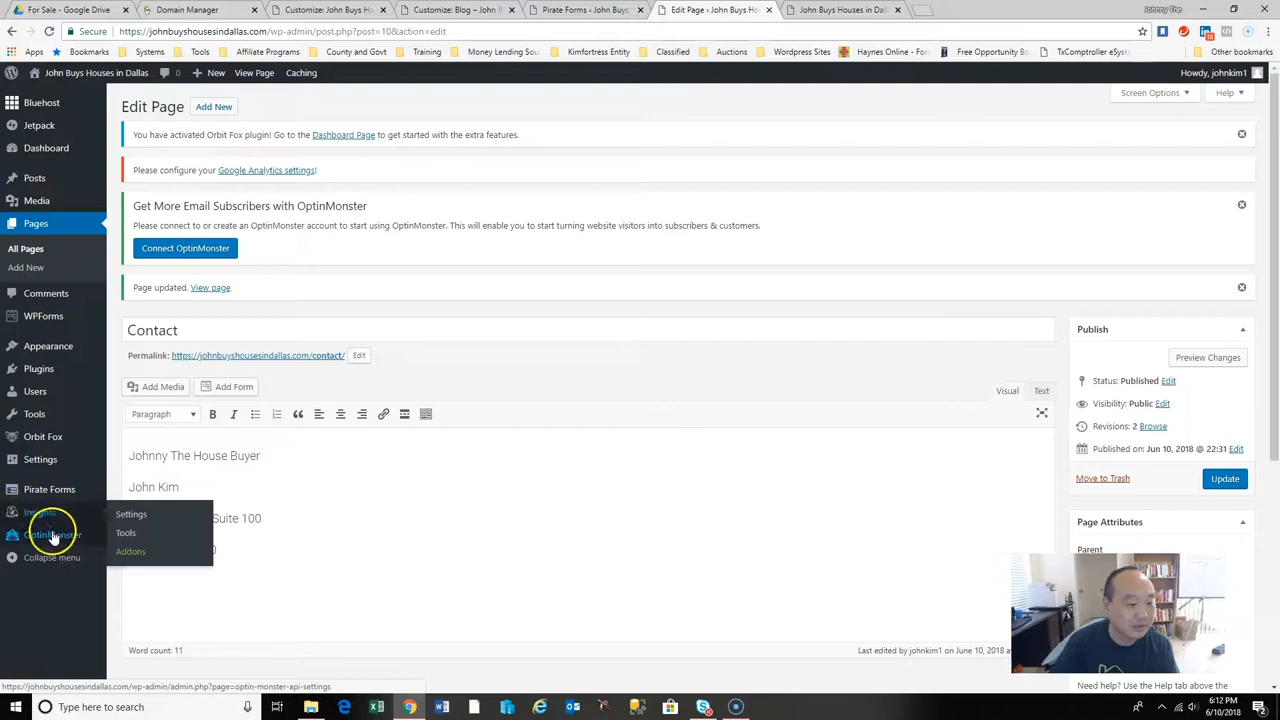 For Sale - Google Drive
Domain Manager
Customize: John Buys Ho
Customize: Blog – John B
Pirate Forms ‹ John Buys
Edit Page ‹ John Buys Ho
John Buys Houses in Dall
Johnny The
Secure https://johnbuyshousesindallas.com/wp-admin/post.php?post=10&action=edit
Apps Bookmarks Systems Tools Affiliate Programs County and Govt Training Money Lending Sour Kimfortress Entity Classified Auctions Wordpress Sites Haynes Online - For Free Opportunity Bo TxComptroller eSyste Other bookmarks
John Buys Houses in Dallas 0 New View Page Caching Howdy, johnkim1
Screen Options Help
Bluehost
Jetpack
Dashboard
Posts
Media
Pages
All Pages
Add New
Comments
WPForms
Appearance
Plugins
Users
Tools
Orbit Fox
Settings
Pirate Forms
Insights
OptinMonster
Collapse menu
Settings
Tools
Addons
Edit Page Add New
You have activated Orbit Fox plugin! Go to the Dashboard Page to get started with the extra features.
Please configure your Google Analytics settings!
Get More Email Subscribers with OptinMonster
Please connect to or create an OptinMonster account to start using OptinMonster. This will enable you to start turning website visitors into subscribers & customers.
Connect OptinMonster
Page updated. View page
Contact
Permalink: https://johnbuyshousesindallas.com/contact/ Edit
Add Media Add Form
Visual Text
Paragraph B I
Johnny The House Buyer
John Kim
Suite 100
0
Word count: 11
Last edited by johnkim1 on June 10, 2018 at
Publish
Preview Changes
Status: Published Edit
Visibility: Public Edit
Revisions: 2 Browse
Published on: Jun 10, 2018 @ 22:31 Edit
Move to Trash Update
Page Attributes
Parent
Need help? Use the Help tab above the
https://johnbuyshousesindallas.com/wp-admin/admin.php?page=optin-monster-api-settings
Type here to search
6:12 PM
6/10/2018